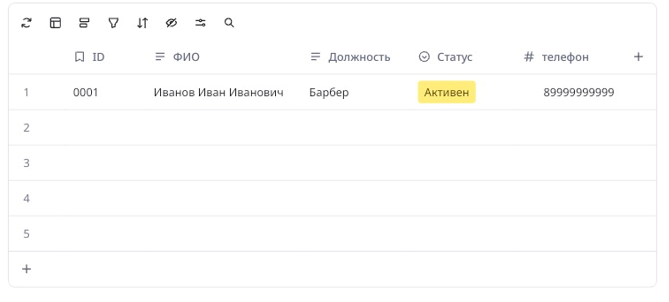 ID ФИО Должность Статус # телефон +
1 0001 Иванов Иван Иванович Барбер Активен 89999999999
2
3
4
5
+